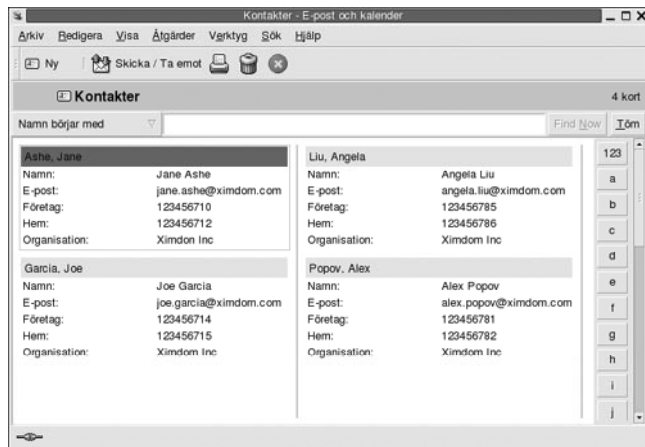 Kontakter - E-post och kalender
Arkiv Redigera Visa Åtgärder Verktyg Sök Hjälp
Ny Skicka / Ta emot
Kontakter 4 kort
Namn börjar med Find Now Töm
Ashe, Jane
Namn: Jane Ashe
E-post: jane.ashe@ximdom.com
Företag: 123456710
Hem: 123456712
Organisation: Ximdon Inc
Garcia, Joe
Namn: Joe Garcia
E-post: joe.garcia@ximdom.com
Företag: 123456714
Hem: 123456715
Organisation: Ximdom Inc
Liu, Angela
Namn: Angela Liu
E-post: angela.liu@ximdom.com
Företag: 123456785
Hem: 123456786
Organisation: Ximdom Inc
Popov, Alex
Namn: Alex Popov
E-post: alex.popov@ximdom.com
Företag: 123456781
Hem: 123456782
Organisation: Ximdom Inc
123
a
b
c
d
e
f
g
h
i
j